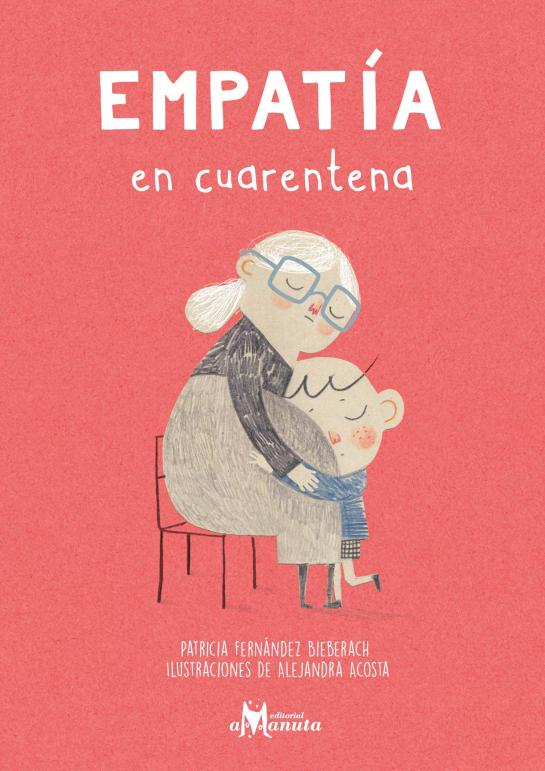 EMPATÍA
en cuarentena
PATRICIA FERNÁNDEZ BIEBERACH
ILUSTRACIONES DE ALEJANDRA ACOSTA
editorial
aManuta